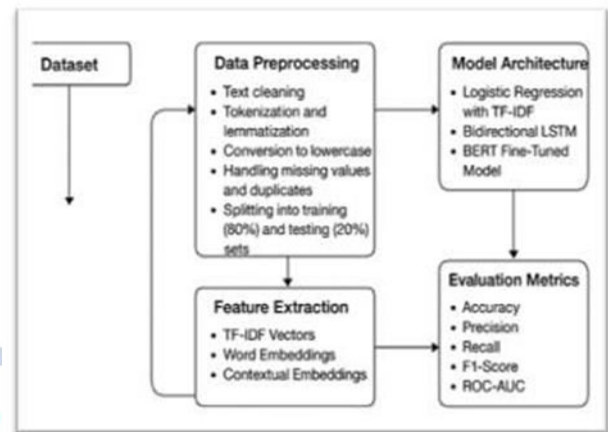 Dataset
Data Preprocessing
• Text cleaning
• Tokenization and
lemmatization
• Conversion to lowercase
• Handling missing values
and duplicates
• Splitting into training
(80%) and testing (20%)
sets
Model Architecture
• Logistic Regression
with TF-IDF
• Bidirectional LSTM
• BERT Fine-Tuned
Model
Feature Extraction
• TF-IDF Vectors
• Word Embeddings
• Contextual Embeddings
Evaluation Metrics
• Accuracy
• Precision
• Recall
• F1-Score
• ROC-AUC